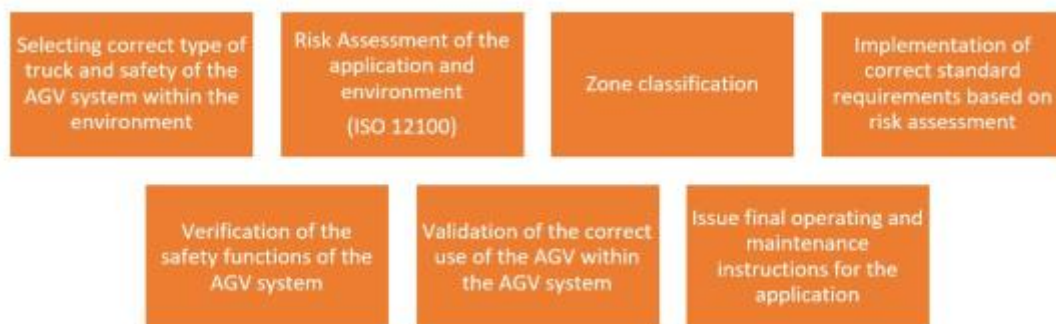 Selecting correct type of
truck and safety of the
AGV system within the
environment
Risk Assessment of the
application and
environment
(ISO 12100)
Zone classification
Implementation of
correct standard
requirements based on
risk assessment
Verification of the
safety functions of the
AGV system
Validation of the correct
use of the AGV within
the AGV system
Issue final operating and
maintenance
instructions for the
application